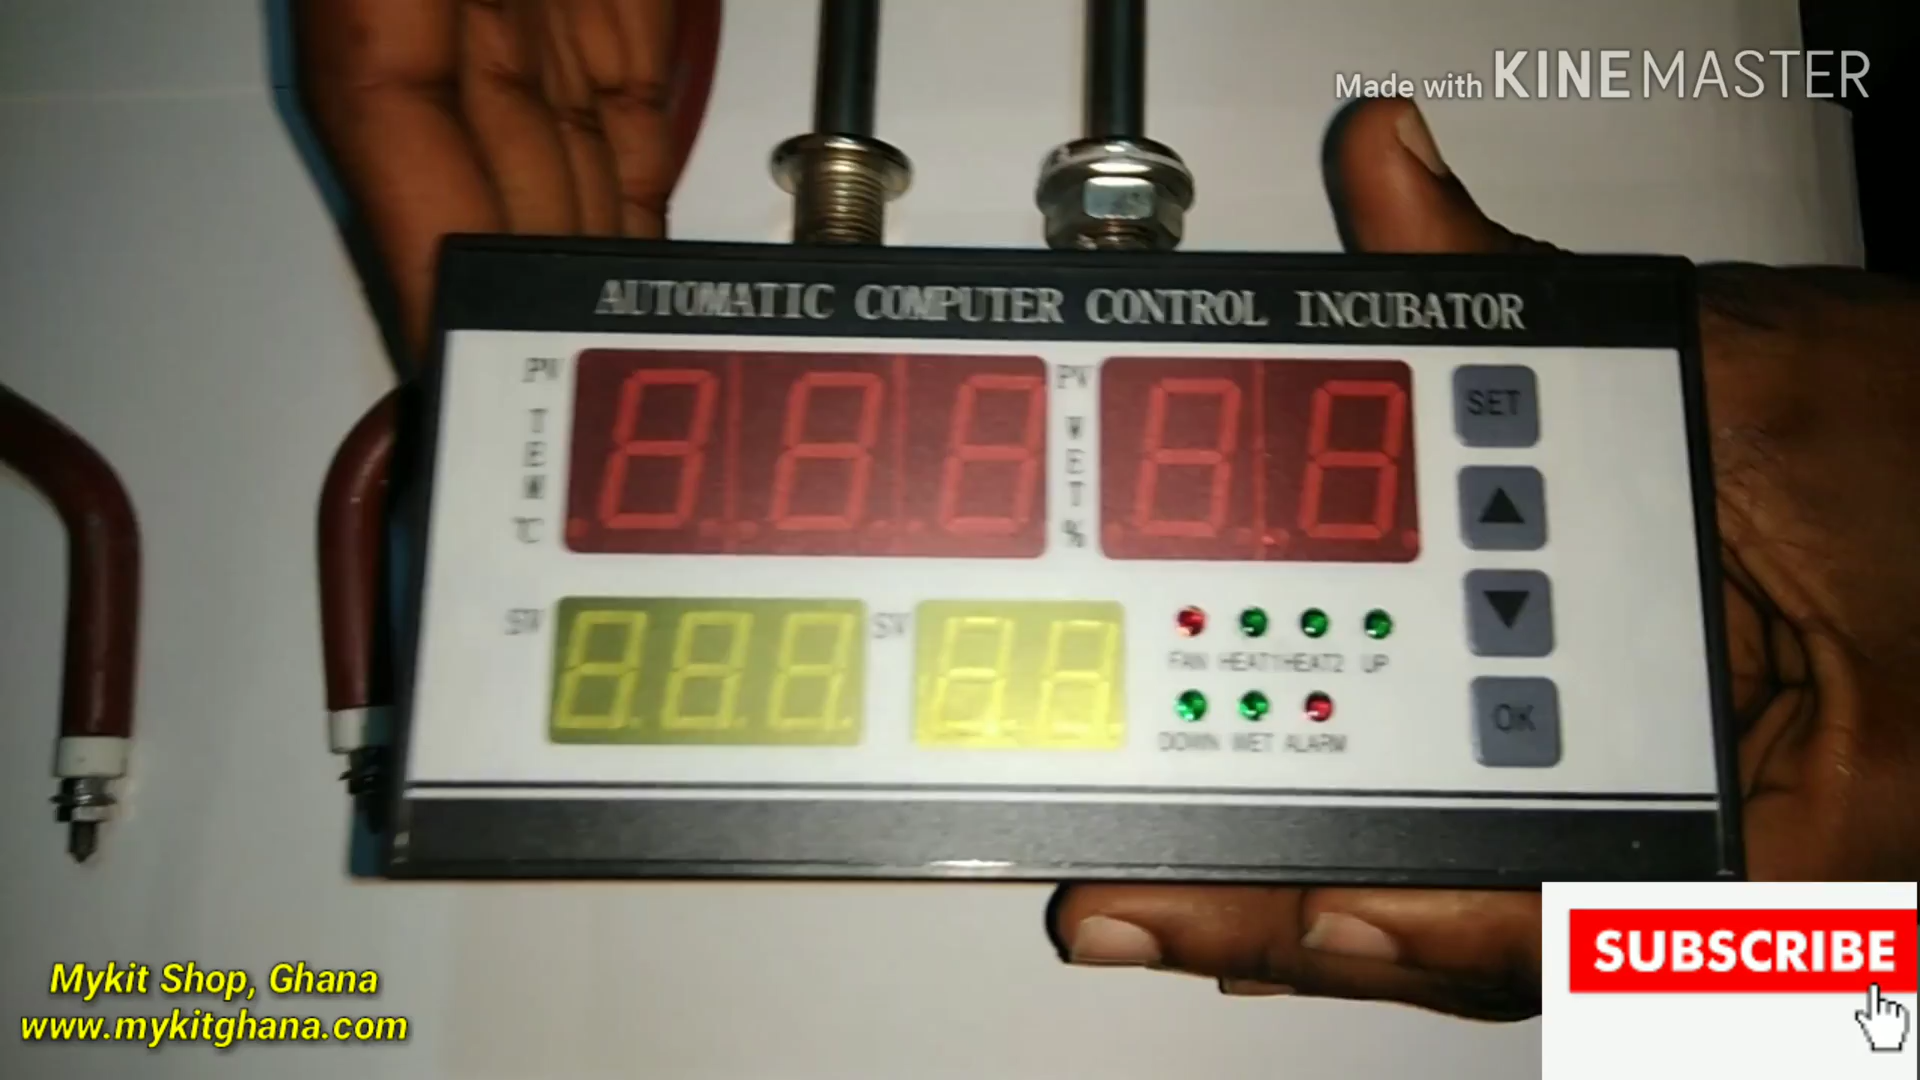 Made with KINEMASTER
AUTOMATIC COMPUTER CONTROL INCUBATOR
PV
TEM
℃
PV
WET
%
SET
SV
SV
FAN HEAT1 HEAT2 UP
DOWN WET ALARM
OK
Mykit Shop, Ghana
www.mykitghana.com
SUBSCRIBE